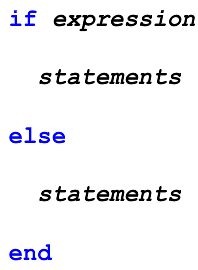 if expression
statements
else
statements
end